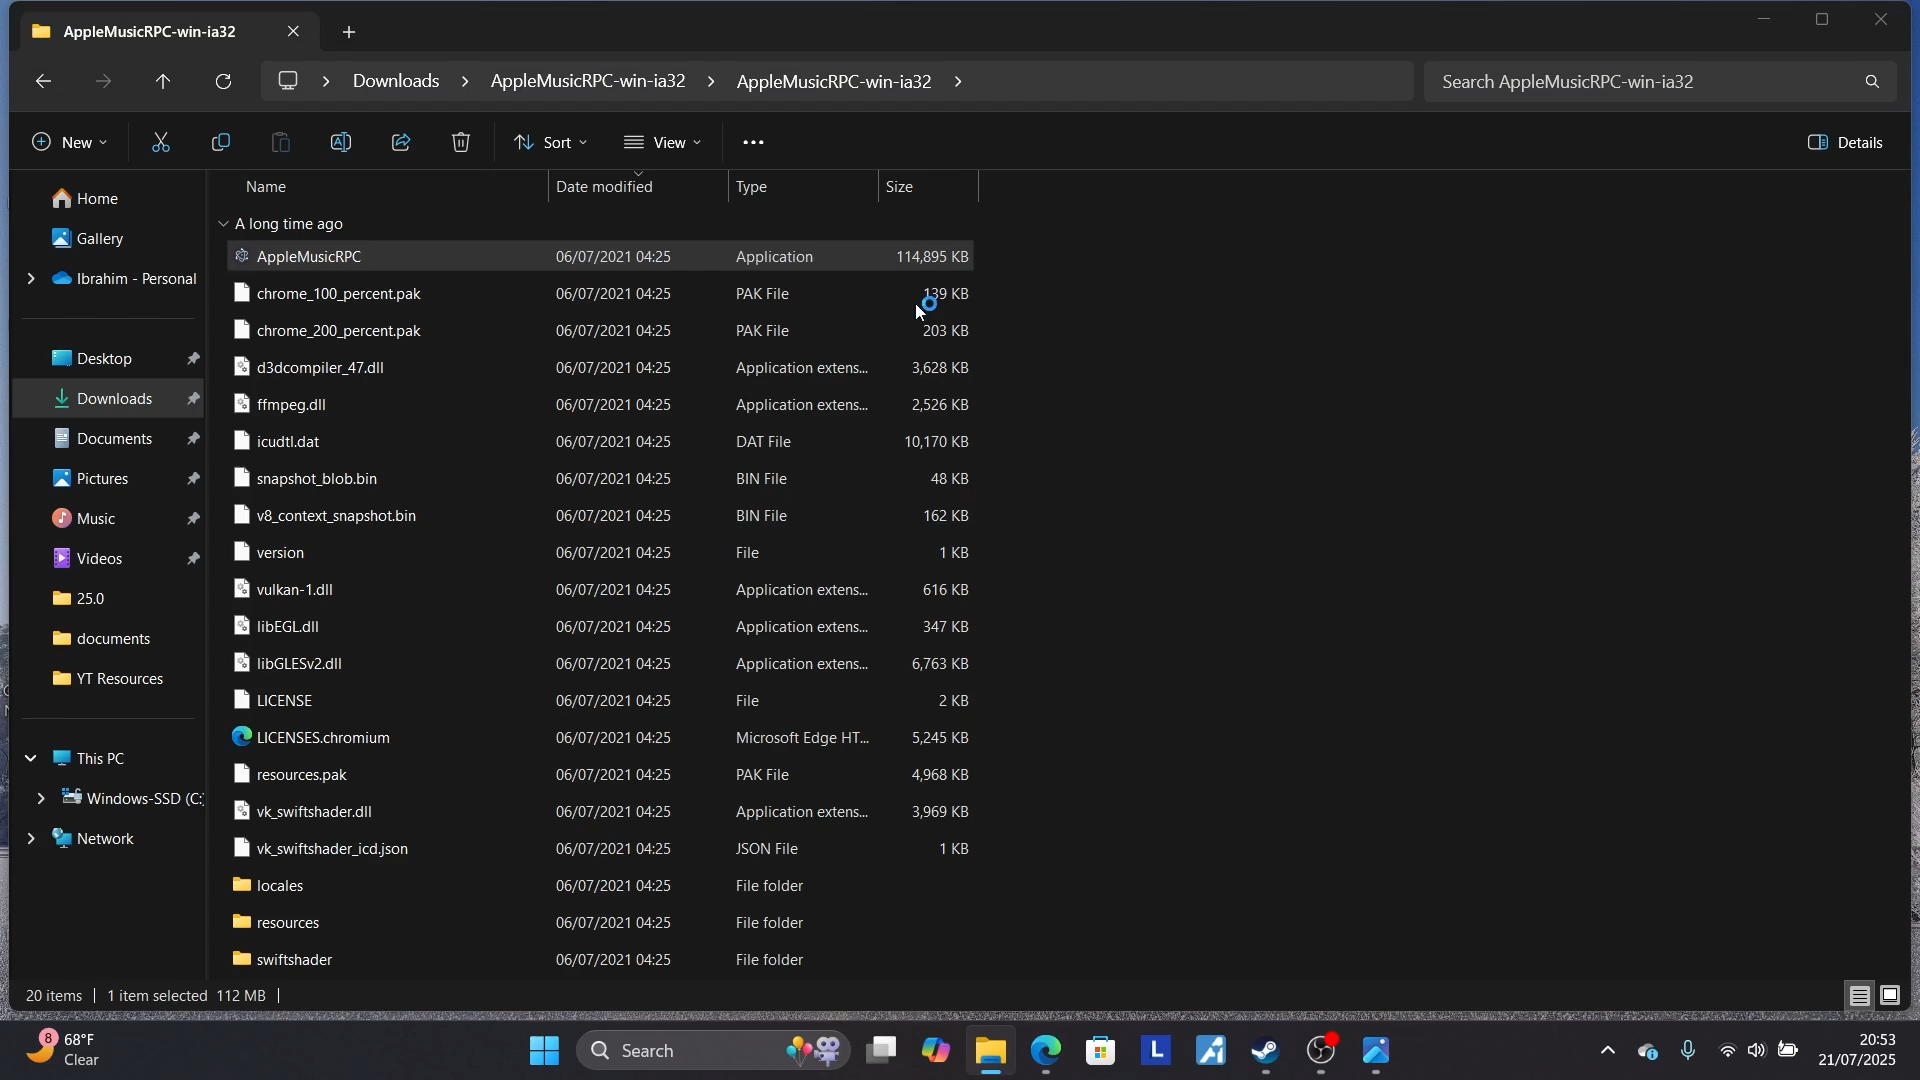 AppleMusicRPC-win-ia32
Downloads > AppleMusicRPC-win-ia32 > AppleMusicRPC-win-ia32 >
Search AppleMusicRPC-win-ia32
New
Sort
View
Details
Name Date modified Type Size
A long time ago
AppleMusicRPC 06/07/2021 04:25 Application 114,895 KB
chrome_100_percent.pak 06/07/2021 04:25 PAK File 139 KB
chrome_200_percent.pak 06/07/2021 04:25 PAK File 203 KB
d3dcompiler_47.dll 06/07/2021 04:25 Application extens... 3,628 KB
ffmpeg.dll 06/07/2021 04:25 Application extens... 2,526 KB
icudtl.dat 06/07/2021 04:25 DAT File 10,170 KB
snapshot_blob.bin 06/07/2021 04:25 BIN File 48 KB
v8_context_snapshot.bin 06/07/2021 04:25 BIN File 162 KB
version 06/07/2021 04:25 File 1 KB
vulkan-1.dll 06/07/2021 04:25 Application extens... 616 KB
libEGL.dll 06/07/2021 04:25 Application extens... 347 KB
libGLESv2.dll 06/07/2021 04:25 Application extens... 6,763 KB
LICENSE 06/07/2021 04:25 File 2 KB
LICENSES.chromium 06/07/2021 04:25 Microsoft Edge HT... 5,245 KB
resources.pak 06/07/2021 04:25 PAK File 4,968 KB
vk_swiftshader.dll 06/07/2021 04:25 Application extens... 3,969 KB
vk_swiftshader_icd.json 06/07/2021 04:25 JSON File 1 KB
locales 06/07/2021 04:25 File folder
resources 06/07/2021 04:25 File folder
swiftshader 06/07/2021 04:25 File folder
Home
Gallery
Ibrahim - Personal
Desktop
Downloads
Documents
Pictures
Music
Videos
25.0
documents
YT Resources
This PC
Windows-SSD (C:
Network
20 items 1 item selected 112 MB
8
68°F
Clear
Search
L
20:53
21/07/2025